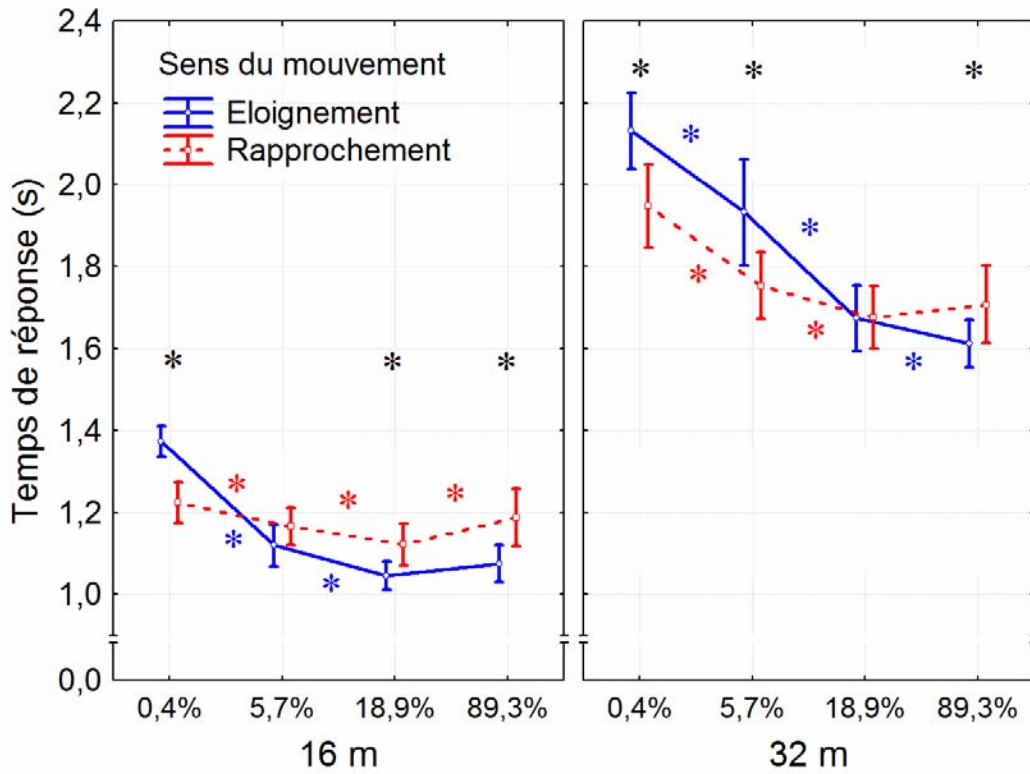 Sens du mouvement
Eloignement
Rapprochement
Temps de réponse (s)
2,4
2,2
2,0
1,8
1,6
1,4
1,2
1,0
0,0
0,4% 5,7% 18,9% 89,3% 0,4% 5,7% 18,9% 89,3%
16 m 32 m